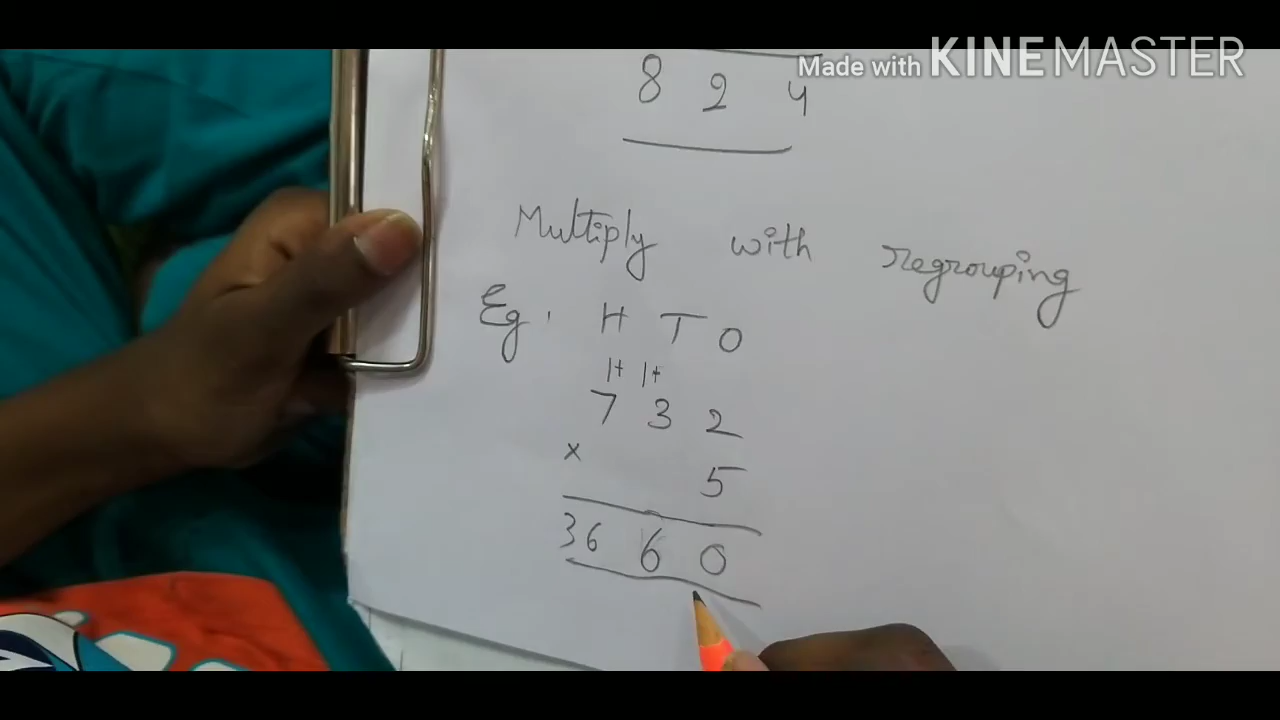 Made with KINEMASTER
8 2 4
Multiply with regrouping
Eg. H T O
1+ 1+
7 3 2
× 5
36 6 0